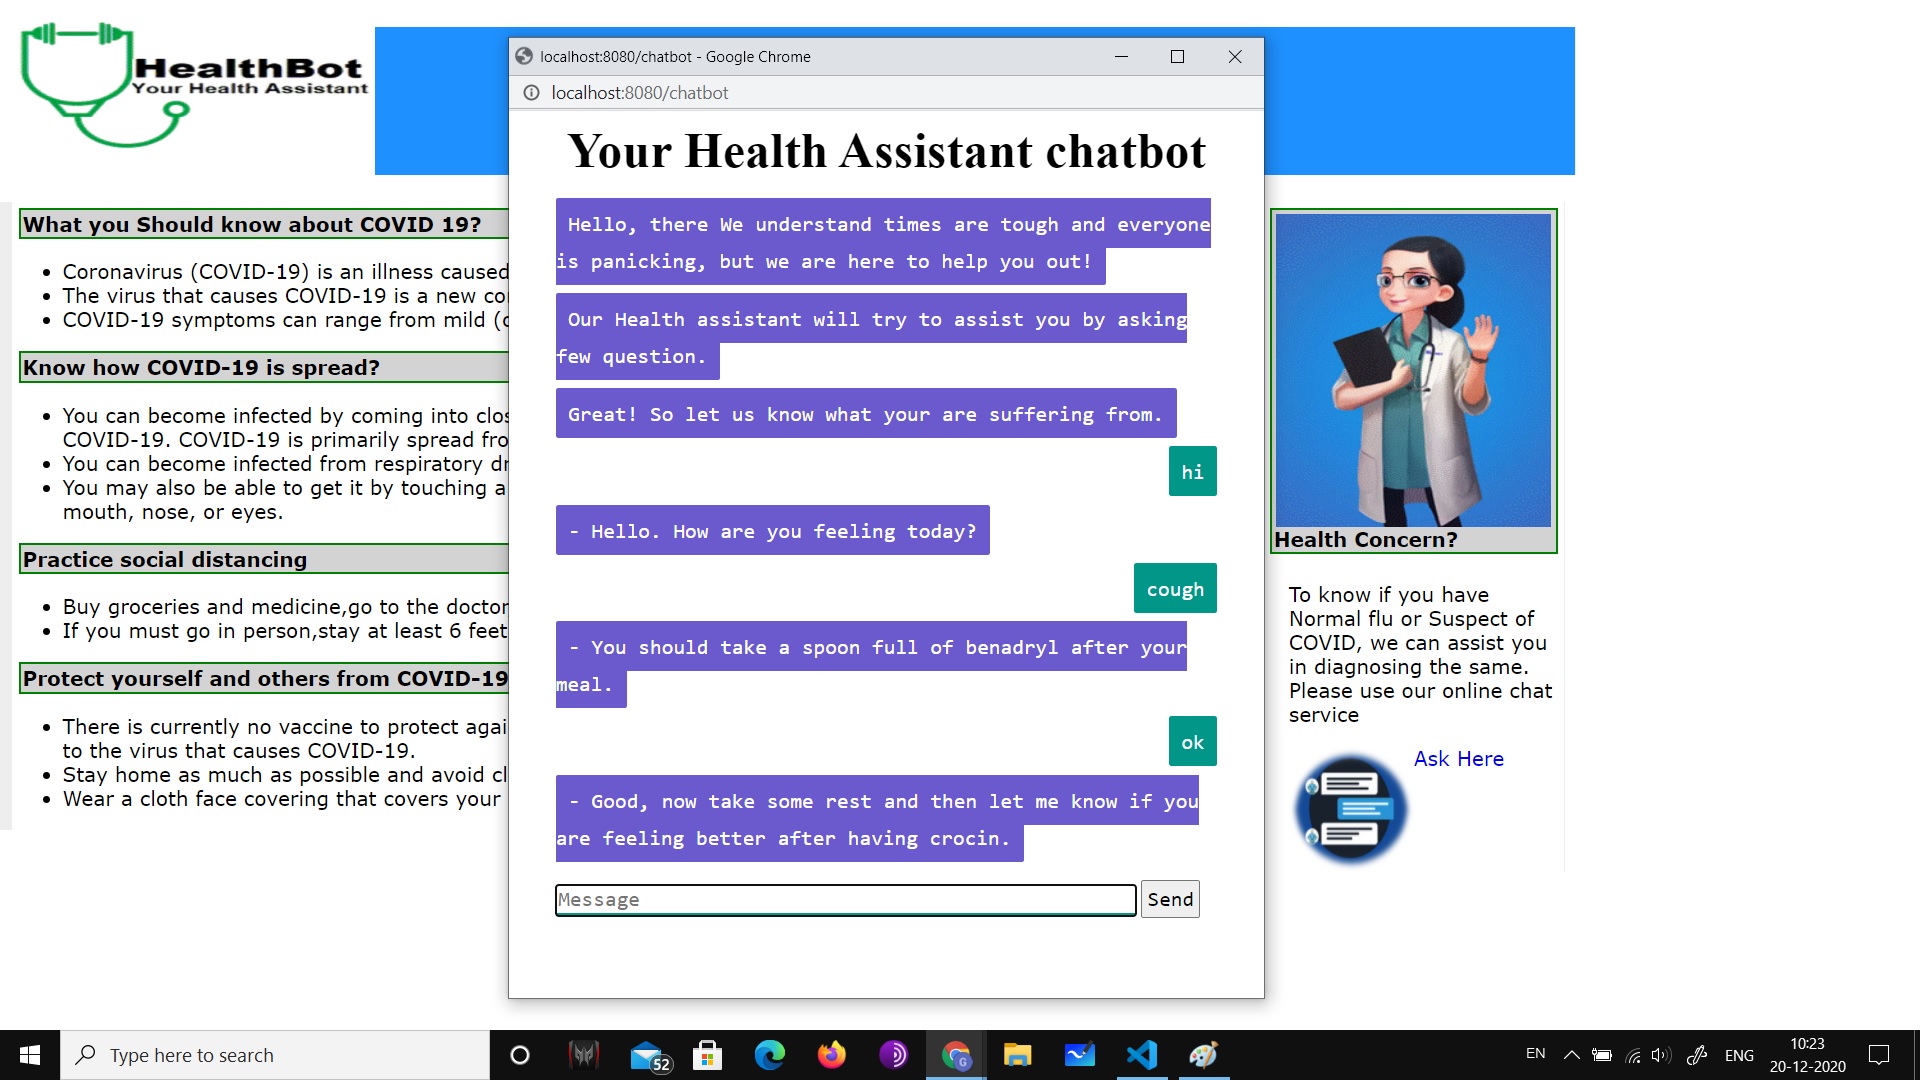 HealthBot
Your Health Assistant
What you Should know about COVID 19?
Coronavirus (COVID-19) is an illness caused
The virus that causes COVID-19 is a new
COVID-19 symptoms can range from mild
Know how COVID-19 is spread?
You can become infected by coming into
COVID-19. COVID-19 is primarily spread
You can become infected from respiratory
You may also be able to get it by touching a
mouth, nose, or eyes.
Practice social distancing
Buy groceries and medicine,go to the doctor
If you must go in person,stay at least 6 feet
Protect yourself and others from COVID-19
There is currently no vaccine to protect
to the virus that causes COVID-19.
Stay home as much as possible and avoid
Wear a cloth face covering that covers your
localhost:8080/chatbot - Google Chrome
localhost:8080/chatbot
Your Health Assistant chatbot
Hello, there We understand times are tough and everyone
is panicking, but we are here to help you out!
Our Health assistant will try to assist you by asking
few question.
Great! So let us know what your are suffering from.
hi
- Hello. How are you feeling today?
cough
- You should take a spoon full of benadryl after your
meal.
ok
- Good, now take some rest and then let me know if you
are feeling better after having crocin.
Message
Send
Health Concern?
To know if you have
Normal flu or Suspect of
COVID, we can assist you
in diagnosing the same.
Please use our online chat
service
Ask Here
Type here to search
52
G
EN
ENG
10:23
20-12-2020